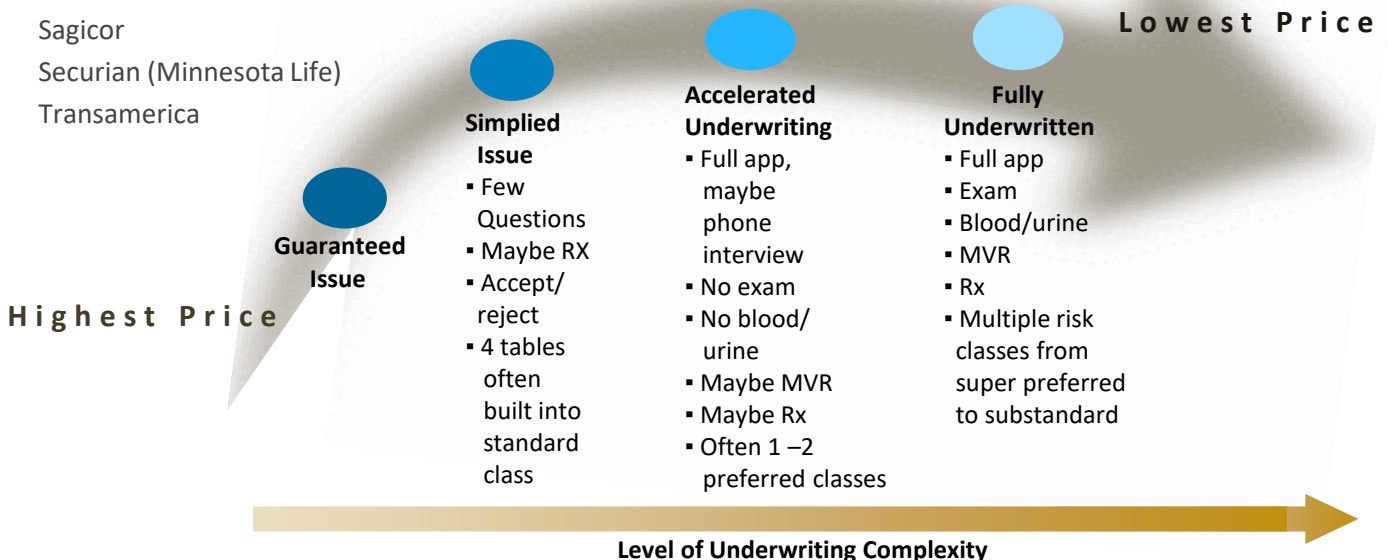 Sagicor
Securian (Minnesota Life)
Transamerica
Lowest Price
Highest Price
Guaranteed
Issue
Simplied
Issue
▪ Few
Questions
▪ Maybe RX
▪ Accept/
reject
▪ 4 tables
often
built into
standard
class
Accelerated
Underwriting
▪ Full app,
maybe
phone
interview
▪ No exam
▪ No blood/
urine
▪ Maybe MVR
▪ Maybe Rx
▪ Often 1 –2
preferred classes
Fully
Underwritten
▪ Full app
▪ Exam
▪ Blood/urine
▪ MVR
▪ Rx
▪ Multiple risk
classes from
super preferred
to substandard
Level of Underwriting Complexity